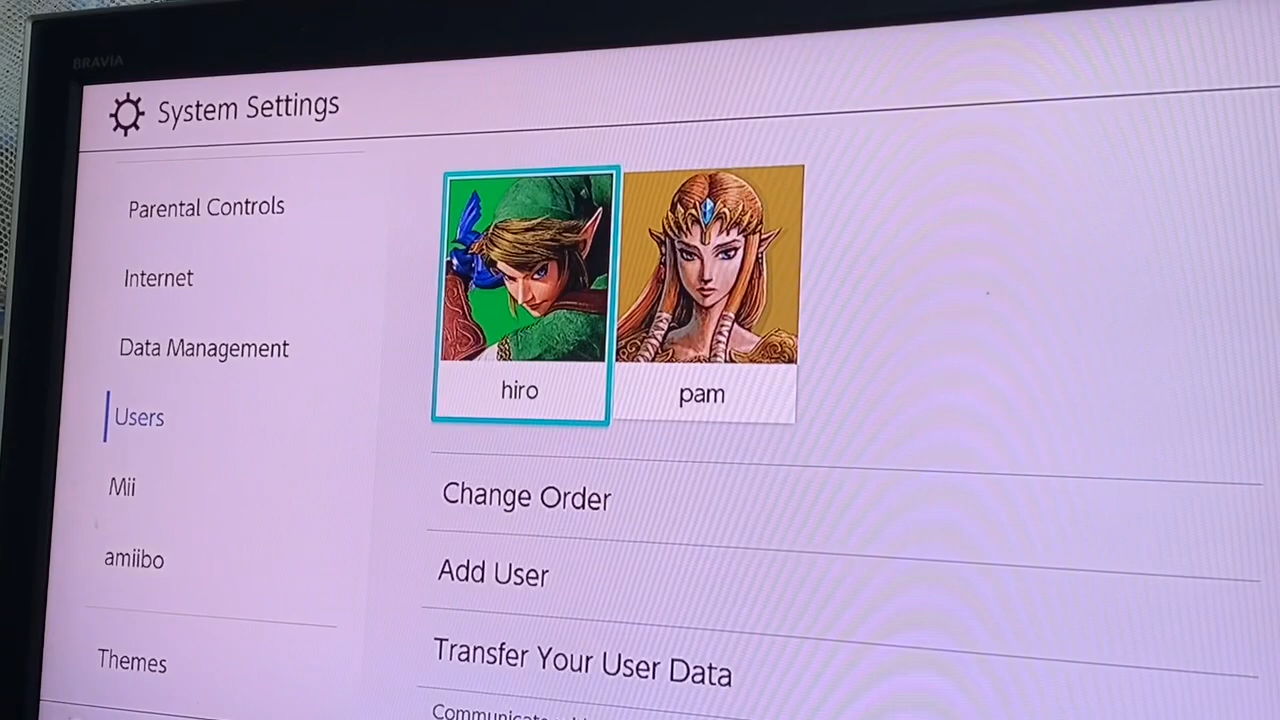 BRAVIA
System Settings
Parental Controls
Internet
Data Management
Users
Mii
amiibo
Themes
hiro
pam
Change Order
Add User
Transfer Your User Data